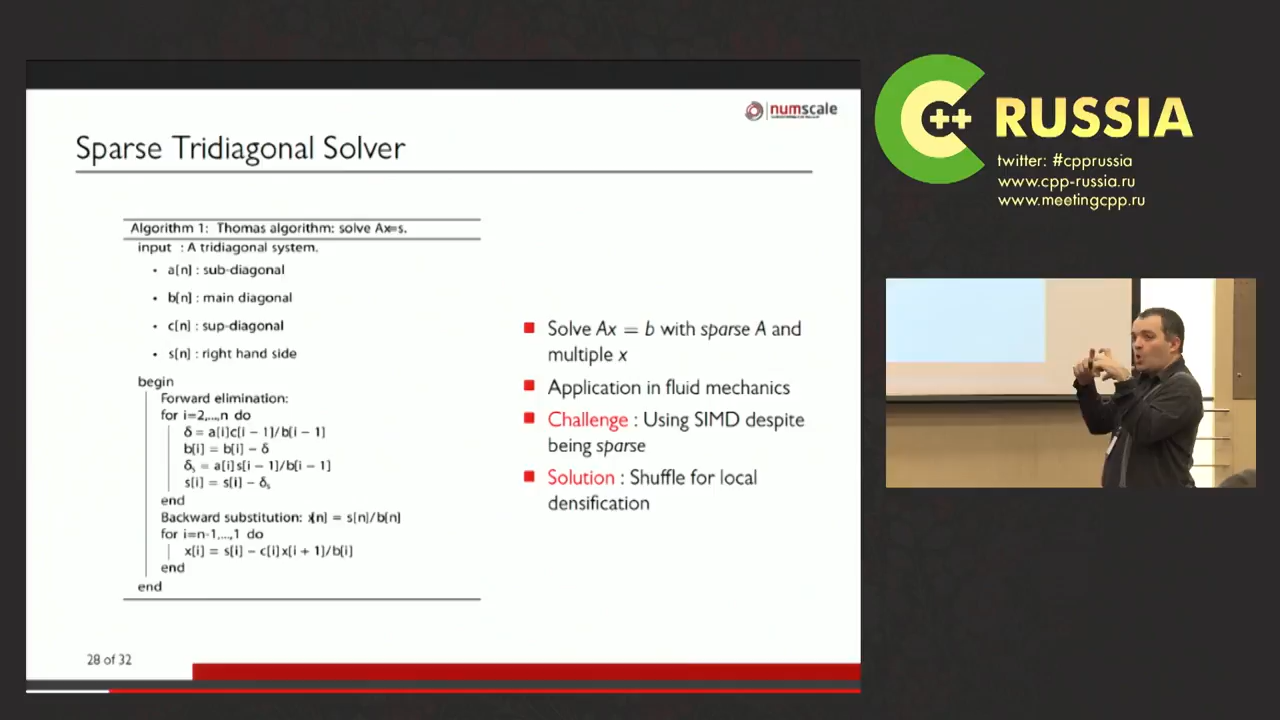 numscale
Sparse Tridiagonal Solver
Algorithm 1: Thomas algorithm: solve Ax=s.
input : A tridiagonal system.
• a[n] : sub-diagonal
• b[n] : main diagonal
• c[n] : sup-diagonal
• s[n] : right hand side
begin
Forward elimination:
for i=2,...,n do
δ = a[i]c[i − 1]/b[i − 1]
b[i] = b[i] − δ
δs = a[i]s[i − 1]/b[i − 1]
s[i] = s[i] − δs
end
Backward substitution: x[n] = s[n]/b[n]
for i=n-1,...,1 do
x[i] = s[i] − c[i]x[i + 1]/b[i]
end
end
Solve Ax = b with sparse A and
multiple x
Application in fluid mechanics
Challenge : Using SIMD despite
being sparse
Solution : Shuffle for local
densification
28 of 32
C++ RUSSIA
twitter: #cpprussia
www.cpp-russia.ru
www.meetingcpp.ru